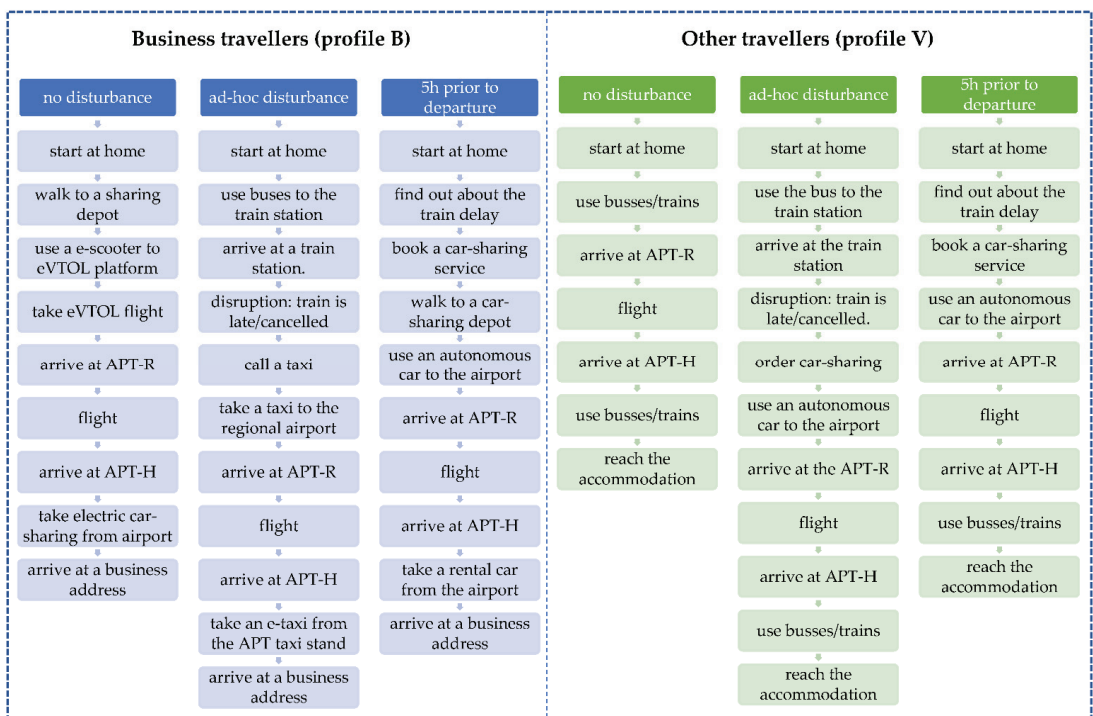 Business travellers (profile B)
no disturbance
start at home
walk to a sharing
depot
use a e-scooter to
eVTOL platform
take eVTOL flight
arrive at APT-R
flight
arrive at APT-H
take electric car-
sharing from airport
arrive at a business
address
ad-hoc disturbance
start at home
use buses to the
train station
arrive at a train
station.
disruption: train is
late/cancelled
call a taxi
take a taxi to the
regional airport
arrive at APT-R
flight
arrive at APT-H
take an e-taxi from
the APT taxi stand
arrive at a business
address
5h prior to
departure
start at home
find out about the
train delay
book a car-sharing
service
walk to a car-
sharing depot
use an autonomous
car to the airport
arrive at APT-R
flight
arrive at APT-H
take a rental car
from the airport
arrive at a business
address
Other travellers (profile V)
no disturbance
start at home
use busses/trains
arrive at APT-R
flight
arrive at APT-H
use busses/trains
reach the
accommodation
ad-hoc disturbance
start at home
use the bus to the
train station
arrive at the train
station
disruption: train is
late/cancelled.
order car-sharing
use an autonomous
car to the airport
arrive at the APT-R
flight
arrive at APT-H
use busses/trains
reach the
accommodation
5h prior to
departure
start at home
find out about the
train delay
book a car-sharing
service
use an autonomous
car to the airport
arrive at APT-R
flight
arrive at APT-H
use busses/trains
reach the
accommodation